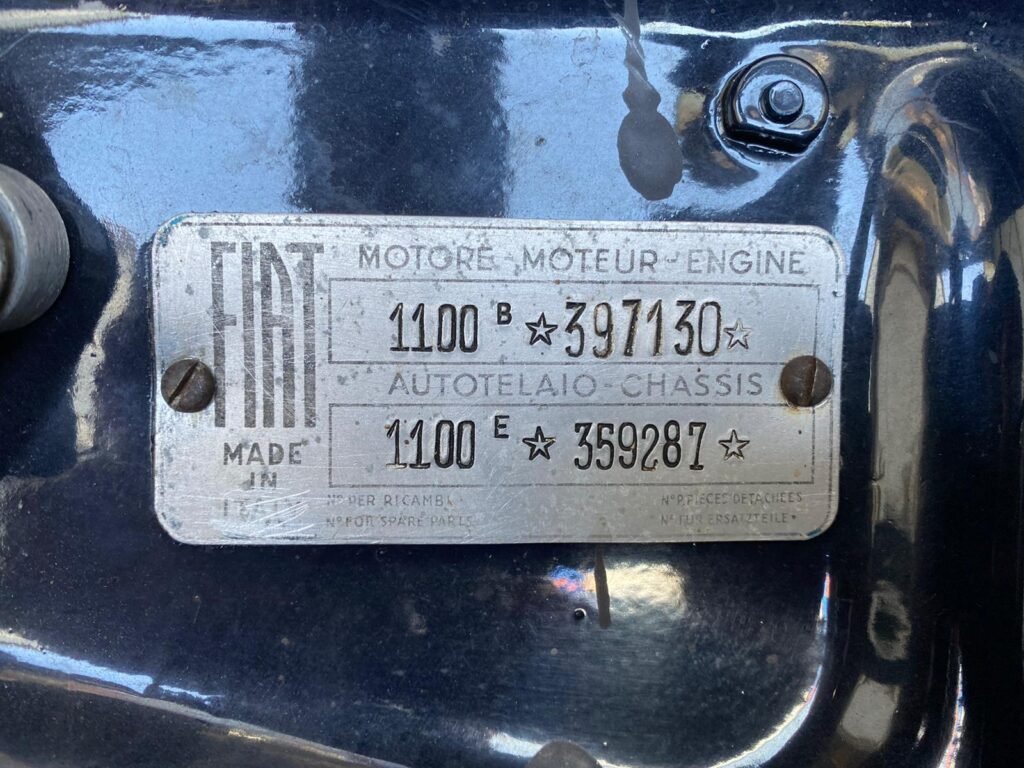 FIAT
MADE
IN
MOTORE-MOTEUR-ENGINE
1100 B ☆397130☆
AUTOTELAIO-CHASSIS
1100 E ☆ 359287 ☆
Nº PER RICAMBI
Nº FOR SPARE PARTS
Nº P. PIECES DETACHEES
Nº FÜR ERSATZTEILE